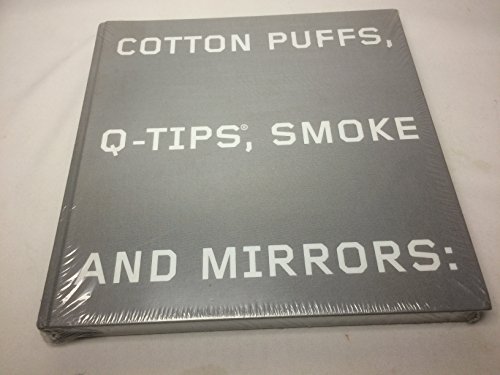 COTTON PUFFS,
Q-TIPS®, SMOKE
AND MIRRORS: